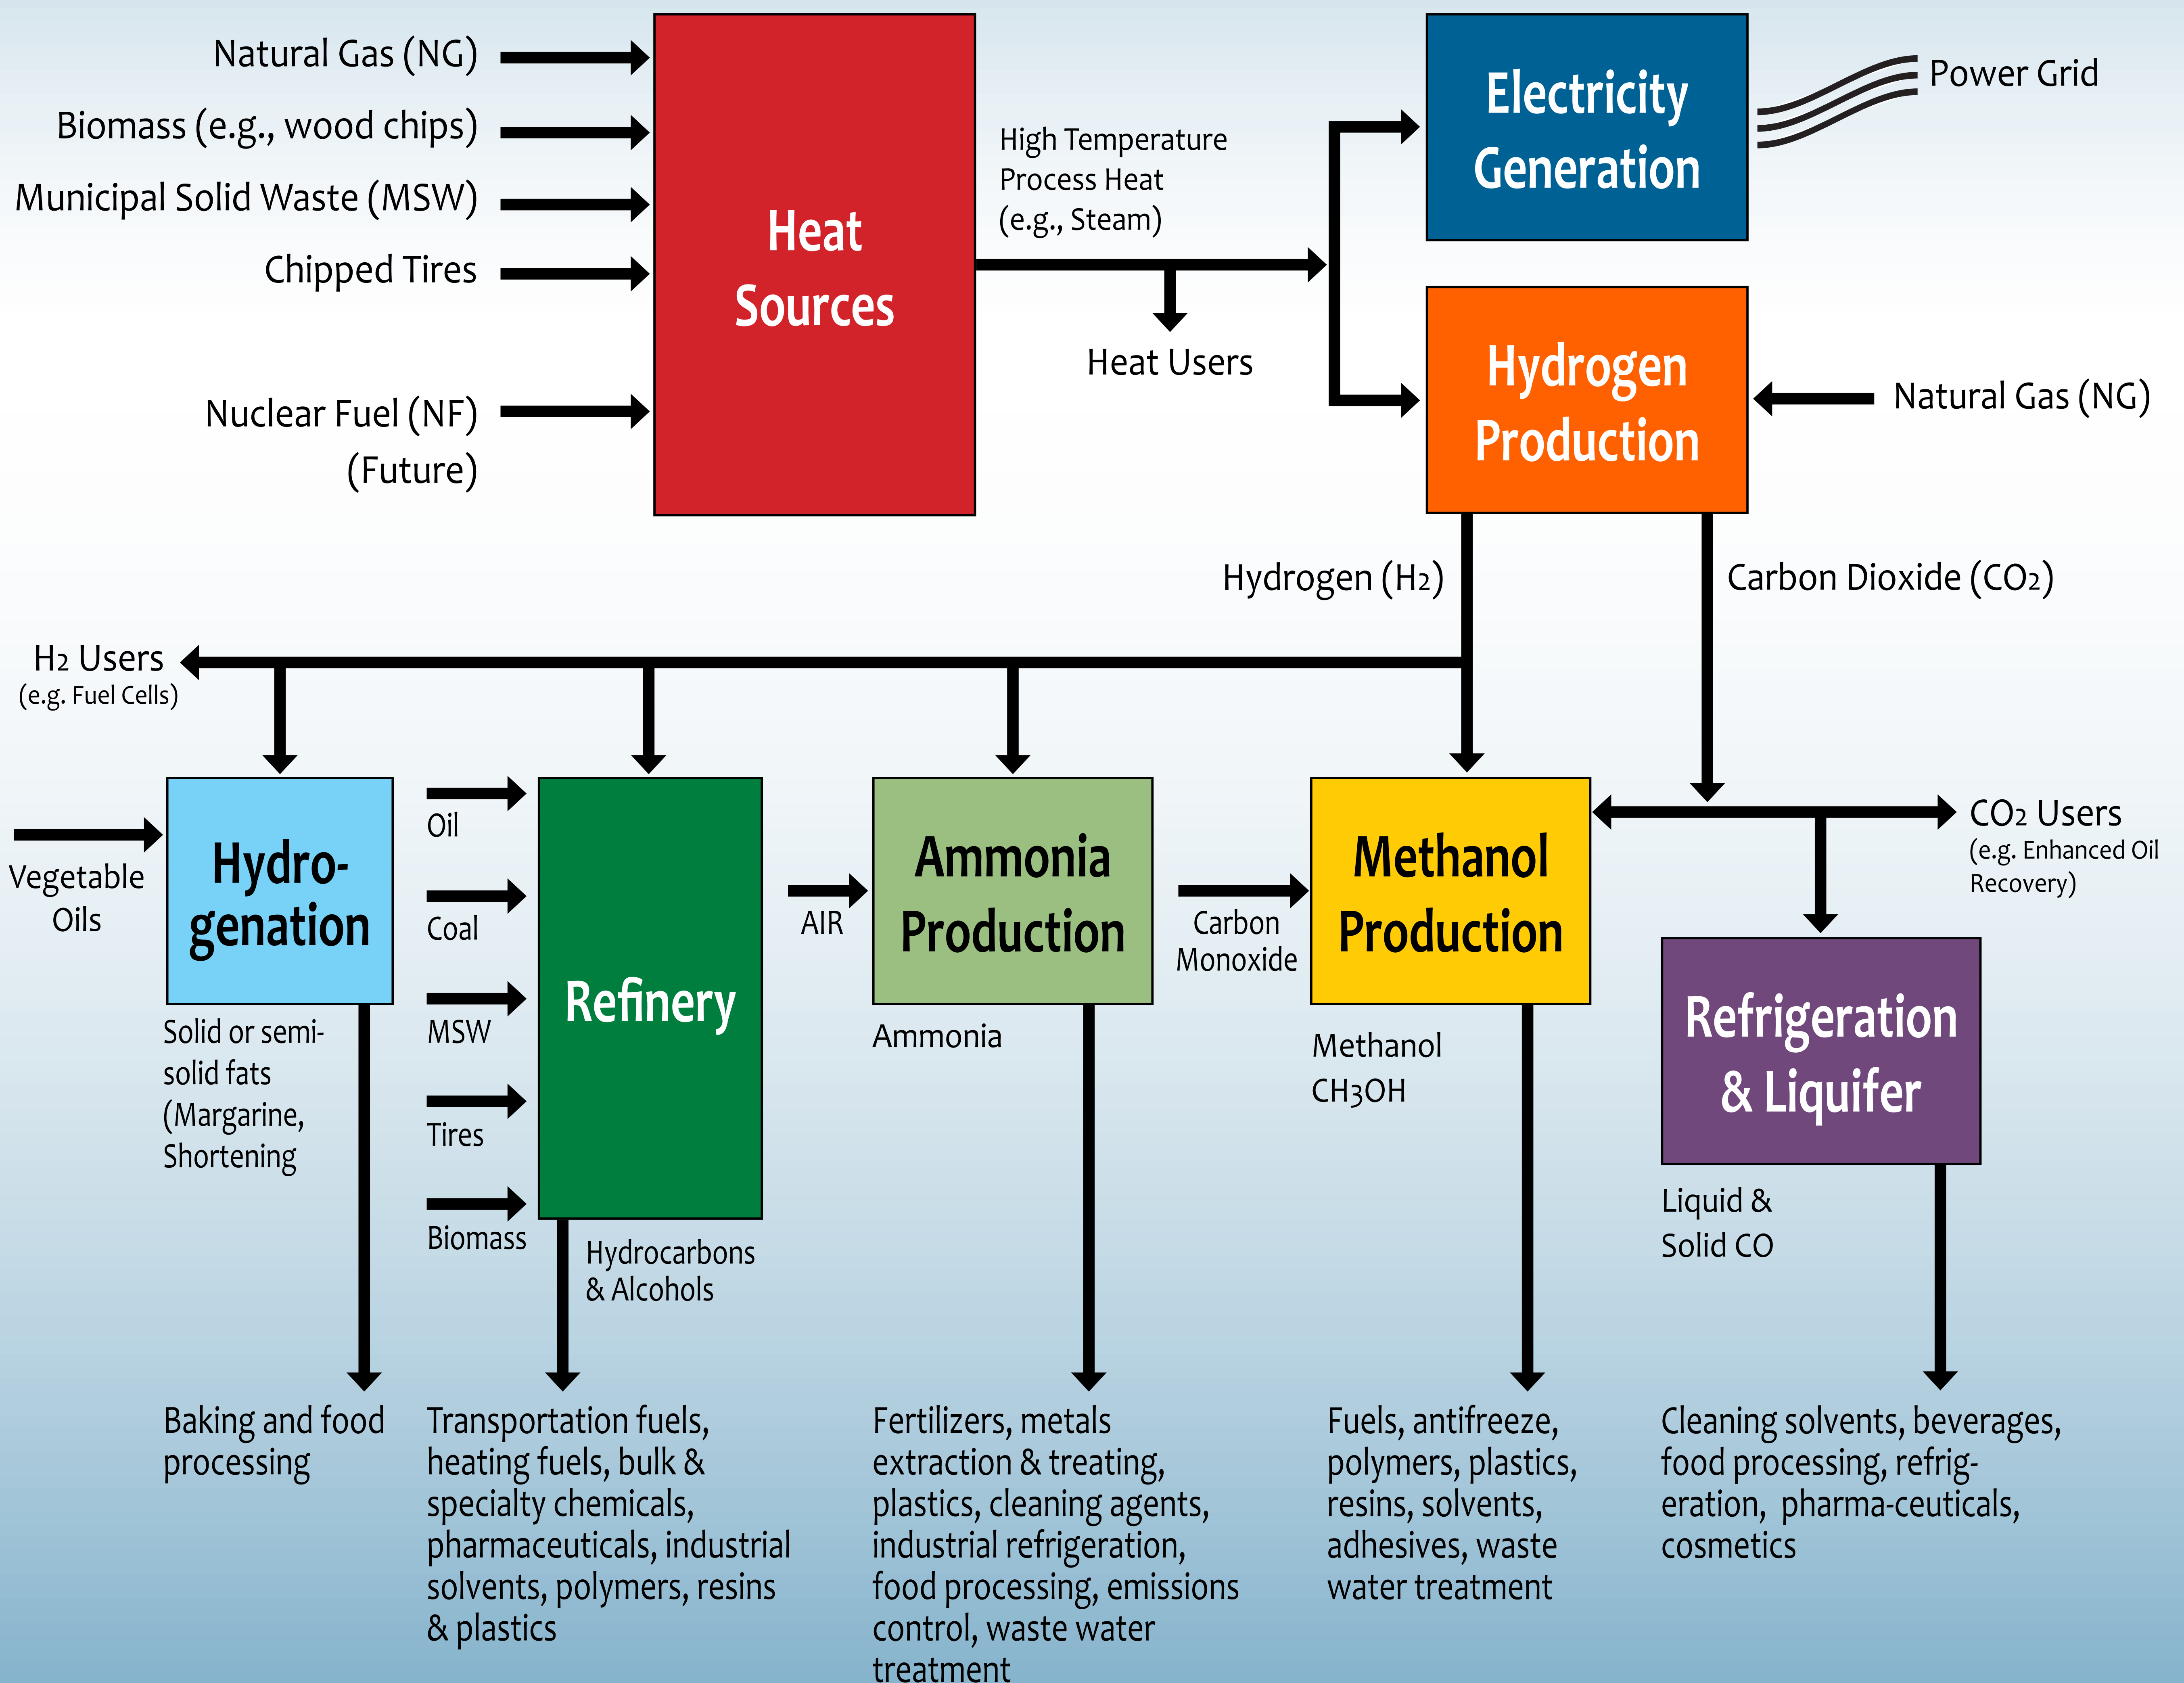 Natural Gas (NG)
Biomass (e.g., wood chips)
Municipal Solid Waste (MSW)
Chipped Tires
Nuclear Fuel (NF)
(Future)
Heat
Sources
High Temperature
Process Heat
(e.g., Steam)
Heat Users
Electricity
Generation
Power Grid
Hydrogen
Production
Natural Gas (NG)
Hydrogen (H2)
Carbon Dioxide (CO2)
H2 Users
(e.g. Fuel Cells)
Vegetable
Oils
Hydro-
genation
Solid or semi-
solid fats
(Margarine,
Shortening
Baking and food
processing
Oil
Coal
MSW
Tires
Biomass
Refinery
Hydrocarbons
& Alcohols
Transportation fuels,
heating fuels, bulk &
specialty chemicals,
pharmaceuticals, industrial
solvents, polymers, resins
& plastics
AIR
Ammonia
Production
Ammonia
Fertilizers, metals
extraction & treating,
plastics, cleaning agents,
industrial refrigeration,
food processing, emissions
control, waste water
treatment
Carbon
Monoxide
Methanol
Production
Methanol
CH3OH
Fuels, antifreeze,
polymers, plastics,
resins, solvents,
adhesives, waste
water treatment
CO2 Users
(e.g. Enhanced Oil
Recovery)
Refrigeration
& Liquifer
Liquid &
Solid CO
Cleaning solvents, beverages,
food processing, refrig-
eration, pharma-ceuticals,
cosmetics